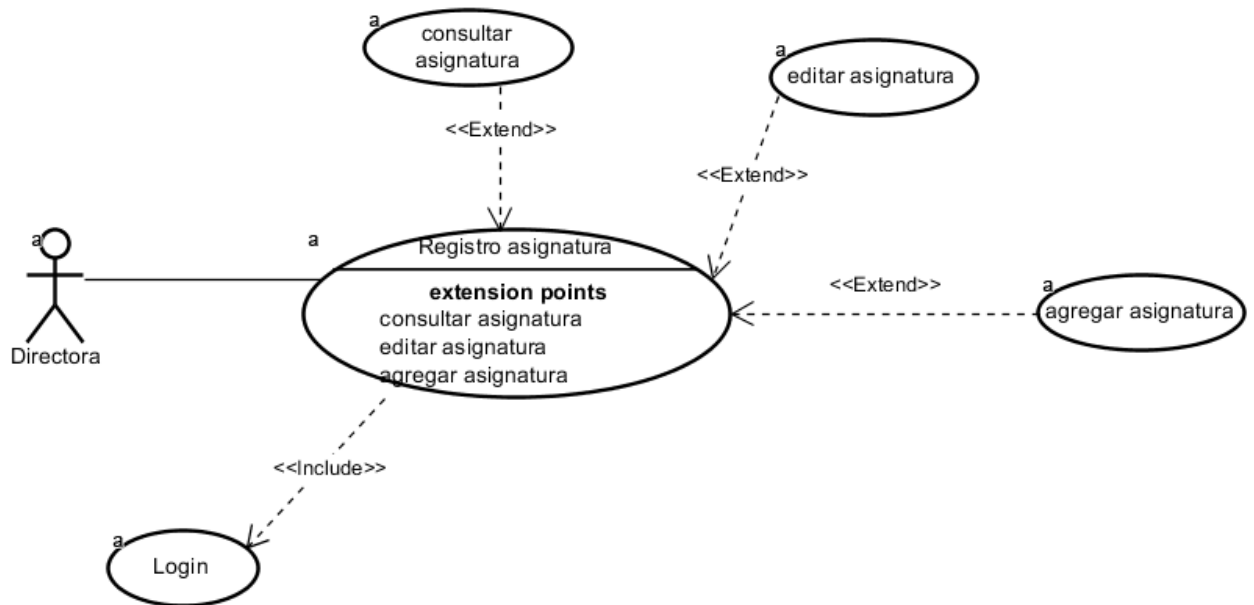 a
consultar
asignatura
a
editar asignatura
<<Extend>>
<<Extend>>
a
a
Registro asignatura
<<Extend>>
a
agregar asignatura
extension points
consultar asignatura
editar asignatura
agregar asignatura
Directora
<<Include>>
a
Login